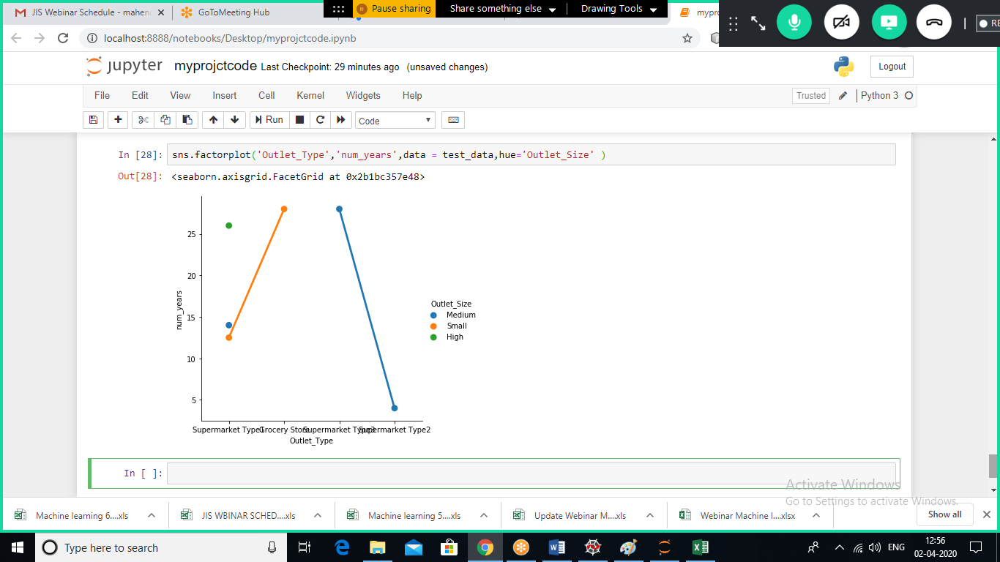 JIS Webinar Schedule - mahend
GoToMeeting Hub
Pause sharing
Share something else
Drawing Tools
myproj
RE
localhost:8888/notebooks/Desktop/myprojctcode.ipynb
jupyter myprojctcode Last Checkpoint: 29 minutes ago (unsaved changes)
Logout
File Edit View Insert Cell Kernel Widgets Help
Trusted Python 3
Run Code
In [28]: sns.factorplot('Outlet_Type','num_years',data = test_data,hue='Outlet_Size' )
Out[28]: <seaborn.axisgrid.FacetGrid at 0x2b1bc357e48>
25
20
15
10
5
num_years
Outlet_Size
Medium
Small
High
Supermarket Type1 Grocery Store Supermarket Type3 Supermarket Type2
Outlet_Type
In [ ]:
Activate Windows
Go to Settings to activate Windows.
Machine learning 6....xls
JIS WBINAR SCHED....xls
Machine learning 5....xls
Update Webinar M....xls
Webinar Machine l....xlsx
Show all
Type here to search
ENG
12:56
02-04-2020